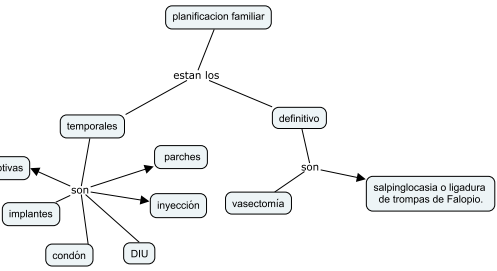 planificacion familiar
estan los
temporales
definitivo
parches
son
son
salpinglocasia o ligadura
de trompas de Falopio.
implantes
inyección
vasectomía
condón
DIU